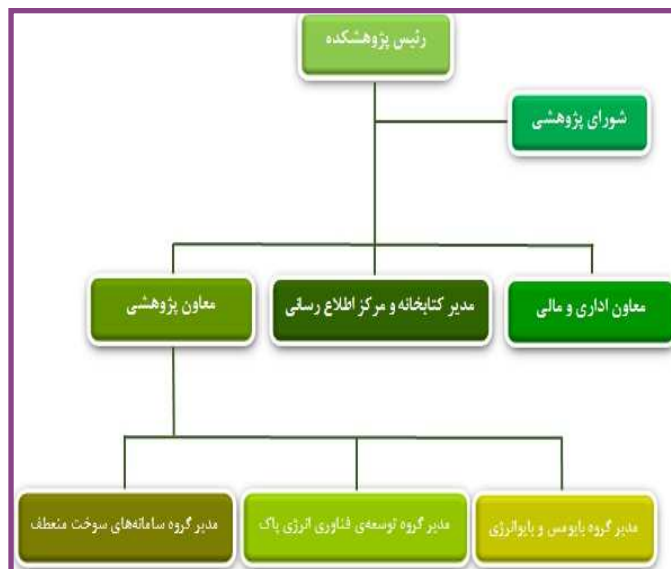 رئیس پژوهشکده
شورای پژوهشی
معاون اداری و مالی
مدیر کتابخانه و مرکز اطلاع رسانی
معاون پژوهشی
مدیر گروه بایومس و بایوانرژی
مدیر گروه توسعه‌ی فناوری انرژی پاک
مدیر گروه سامانه‌های سوخت منعطف